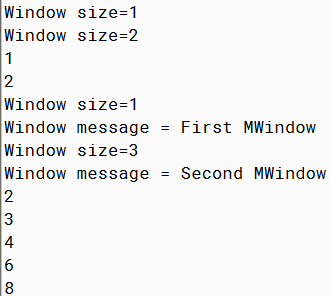 Window size=1
Window size=2
1
2
Window size=1
Window message = First MWindow
Window size=3
Window message = Second MWindow
2
3
4
6
8